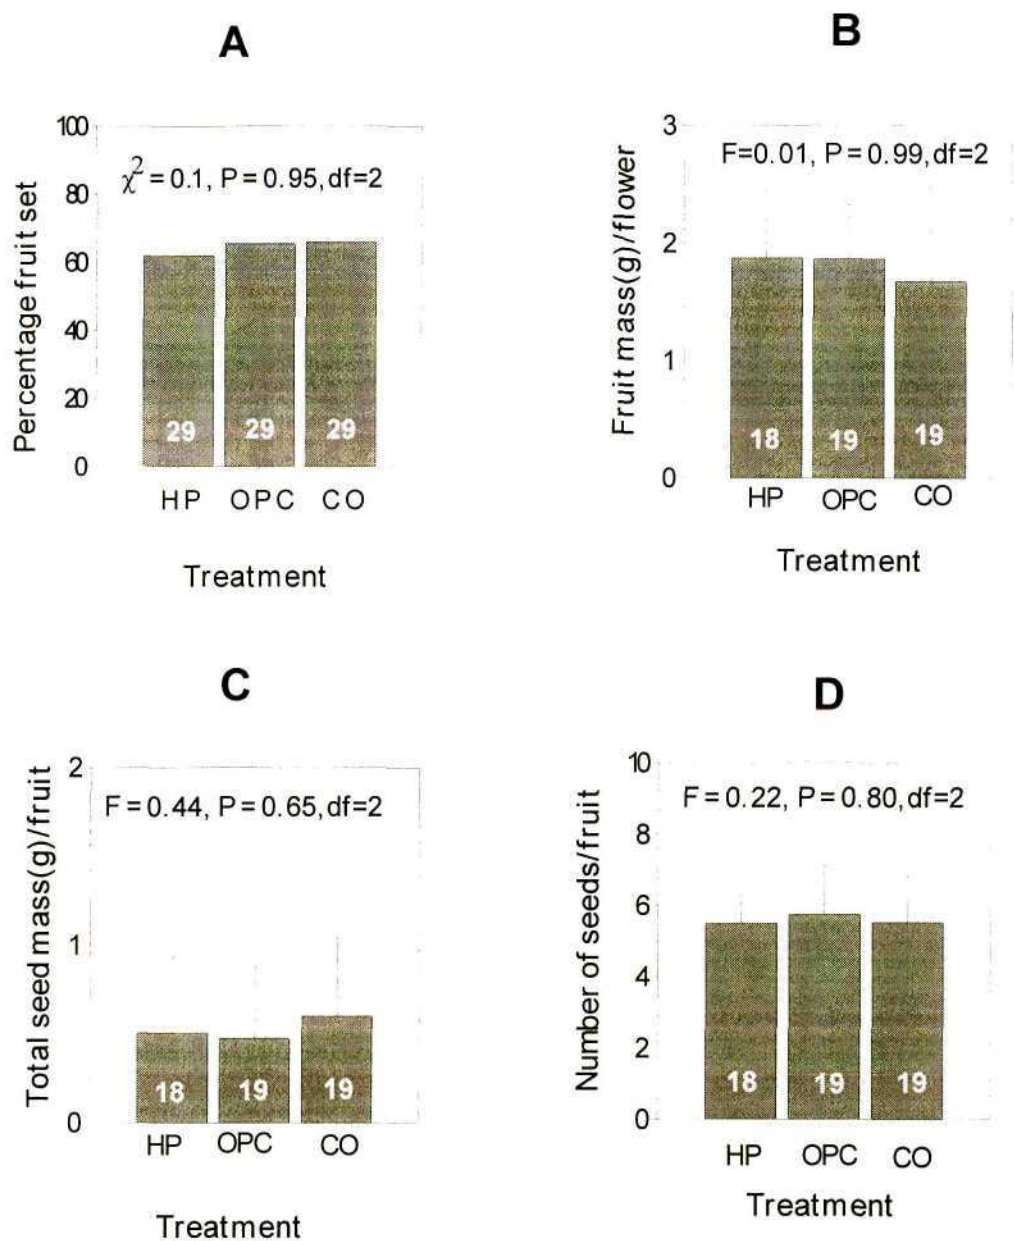 A
100
80
60
40
20
0
Percentage fruit set
χ² = 0.1, P = 0.95, df=2
29 29 29
HP OPC CO
Treatment
B
3
2
1
0
Fruit mass(g)/flower
F=0.01, P = 0.99, df=2
18 19 19
HP OPC CO
Treatment
C
2
1
0
Total seed mass(g)/fruit
F = 0.44, P = 0.65, df=2
18 19 19
HP OPC CO
Treatment
D
10
8
6
4
2
0
Number of seeds/fruit
F = 0.22, P = 0.80, df=2
18 19 19
HP OPC CO
Treatment